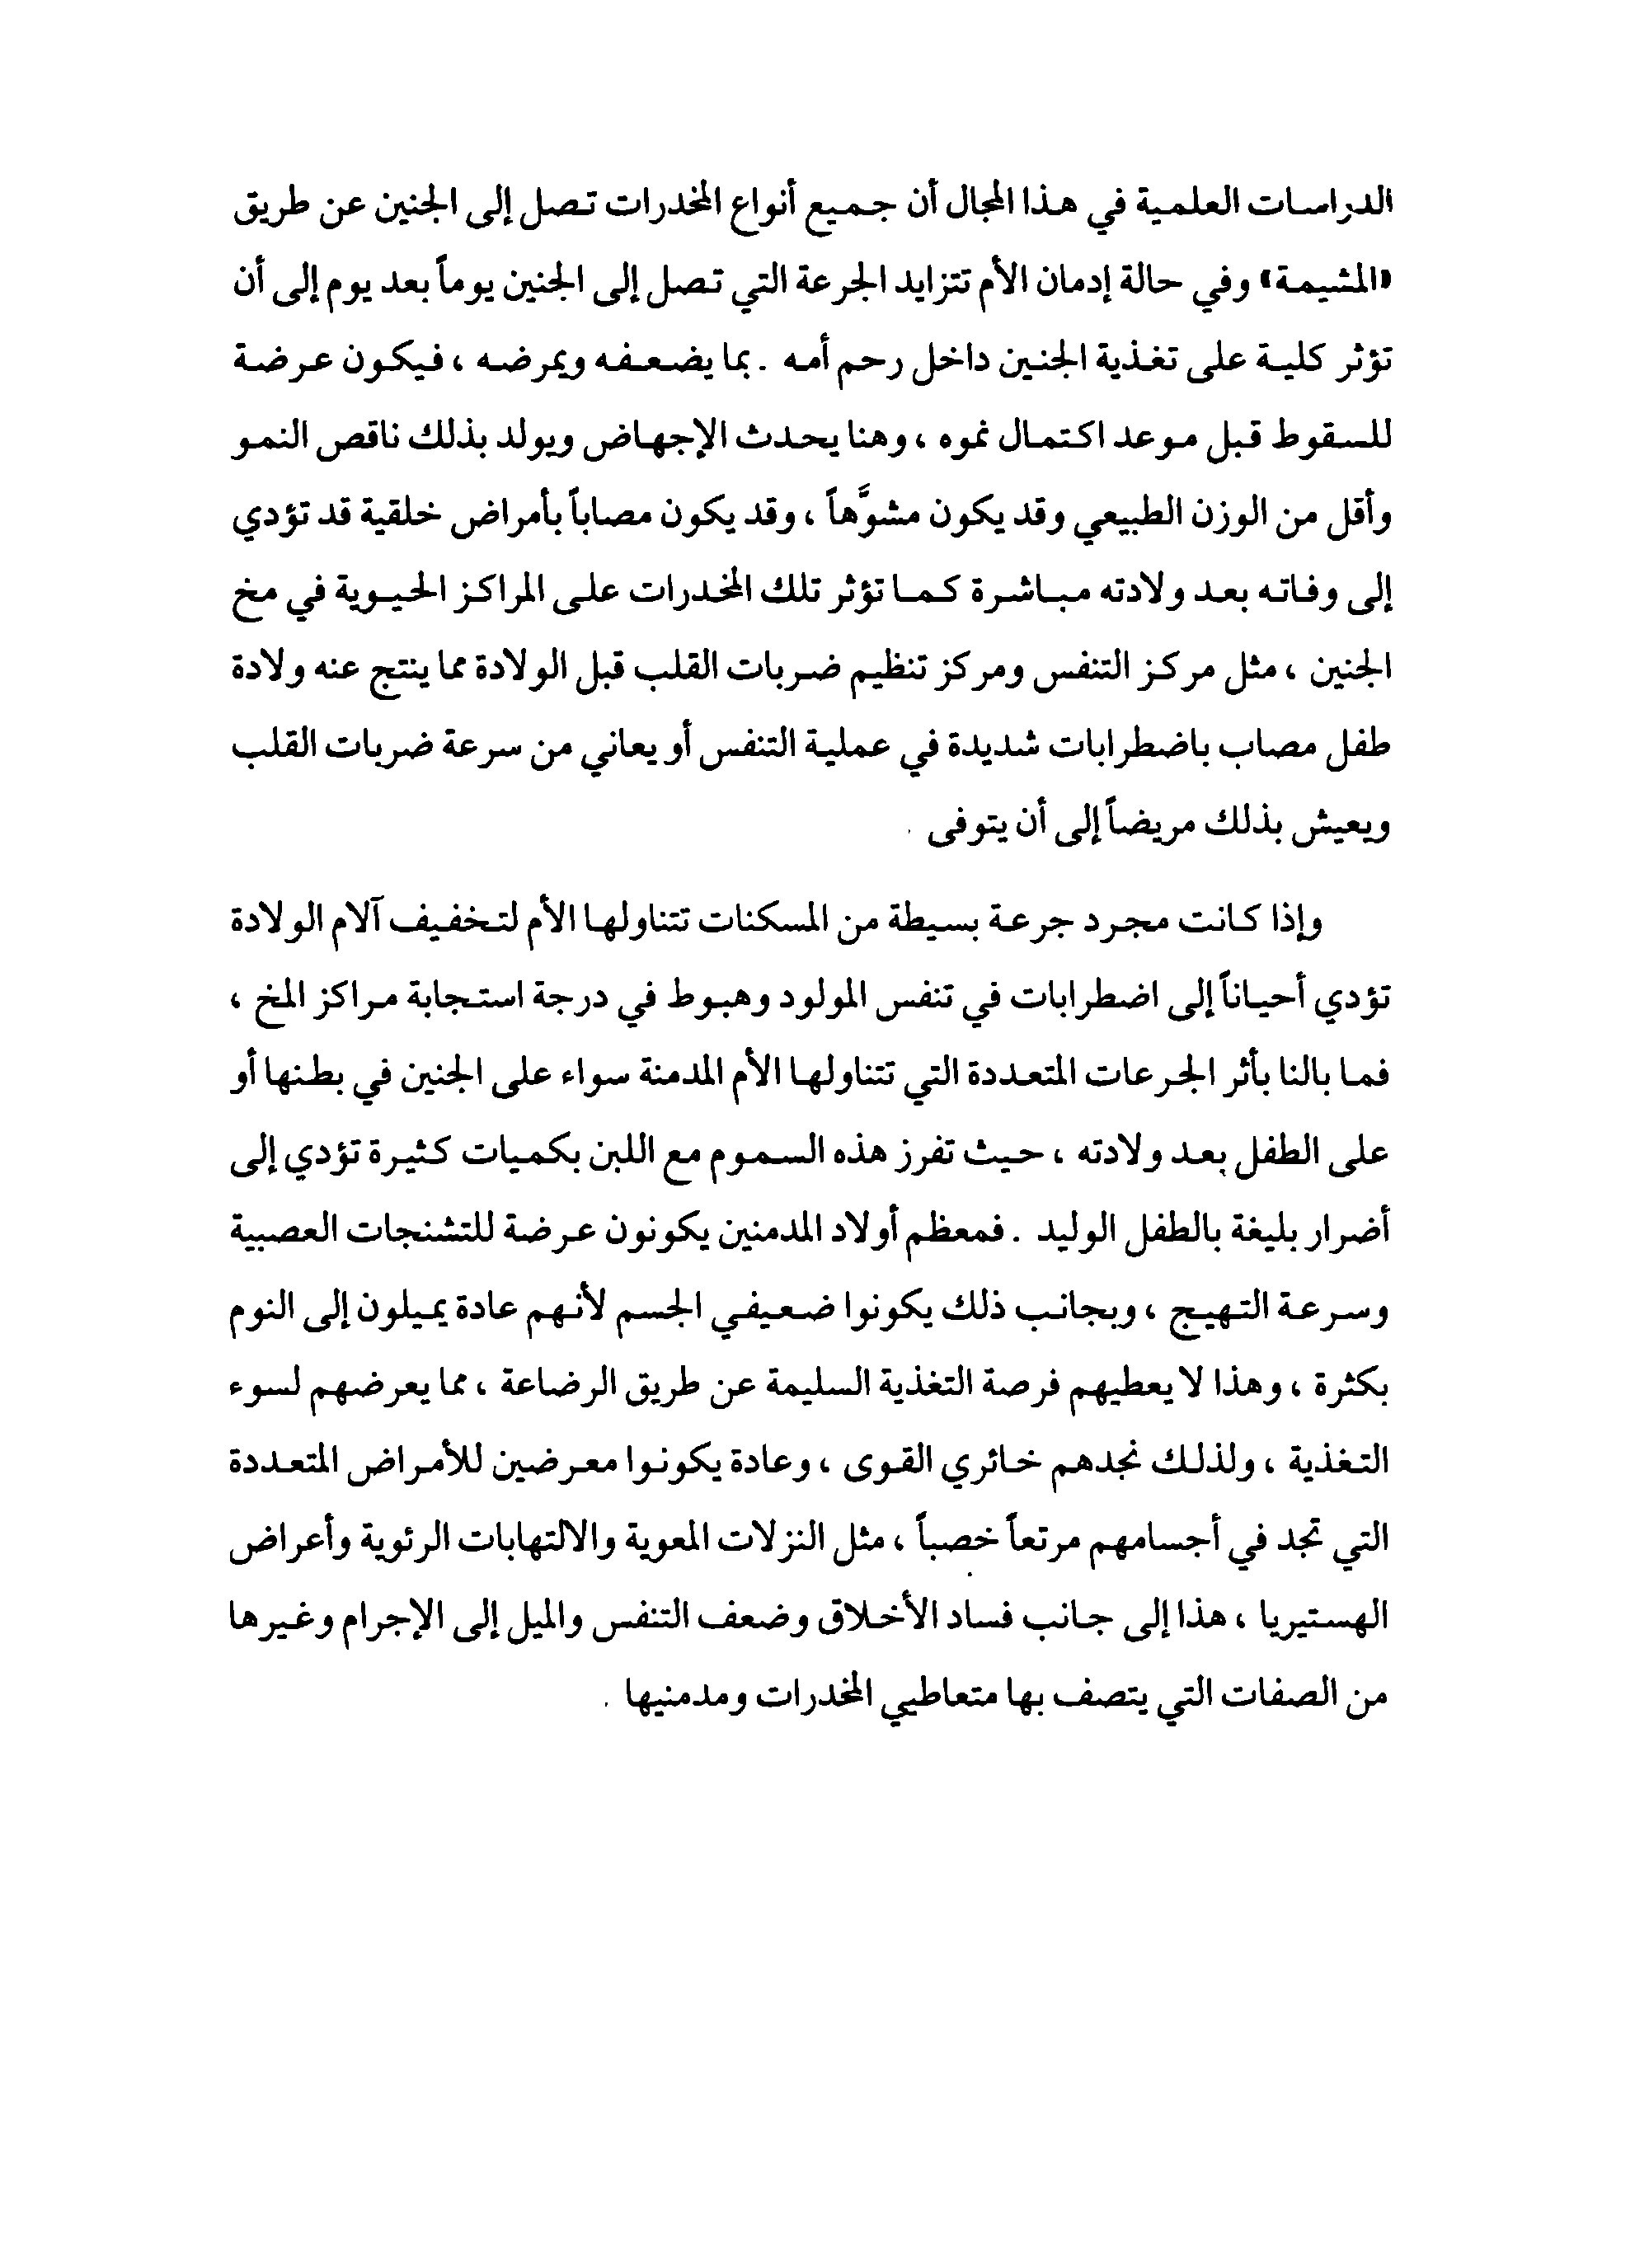 الدراسات العلمية في هذا المجال أن جميع أنواع المخدرات تصل إلى الجنين عن طريق
«المشيمة» وفي حالة إدمان الأم تتزايد الجرعة التي تصل إلى الجنين يوماً بعد يوم إلى أن
تؤثر كلية على تغذية الجنين داخل رحم أمه . بما يضعفه ويمرضه ، فيكون عرضة
للسقوط قبل موعد اكتمال نموه ، وهنا يحدث الإجهاض ويولد بذلك ناقص النمو
وأقل من الوزن الطبيعي وقد يكون مشوَّهاً ، وقد يكون مصاباً بأمراض خلقية قد تؤدي
إلى وفاته بعد ولادته مباشرة كما تؤثر تلك المخدرات على المراكز الحيوية في مخ
الجنين ، مثل مركز التنفس ومركز تنظيم ضربات القلب قبل الولادة مما ينتج عنه ولادة
طفل مصاب باضطرابات شديدة في عملية التنفس أو يعاني من سرعة ضربات القلب
ويعيش بذلك مريضاً إلى أن يتوفى .
وإذا كانت مجرد جرعة بسيطة من المسكنات تتناولها الأم لتخفيف آلام الولادة
تؤدي أحياناً إلى اضطرابات في تنفس المولود وهبوط في درجة استجابة مراكز المخ ،
فما بالنا بأثر الجرعات المتعددة التي تتناولها الأم المدمنة سواء على الجنين في بطنها أو
على الطفل بعد ولادته ، حيث تفرز هذه السموم مع اللبن بكميات كثيرة تؤدي إلى
أضرار بليغة بالطفل الوليد . فمعظم أولاد المدمنين يكونون عرضة للتشنجات العصبية
وسرعة التهيج ، وبجانب ذلك يكونوا ضعيفي الجسم لأنهم عادة يميلون إلى النوم
بكثرة ، وهذا لا يعطيهم فرصة التغذية السليمة عن طريق الرضاعة ، مما يعرضهم لسوء
التغذية ، ولذلك نجدهم خائري القوى ، وعادة يكونوا معرضين للأمراض المتعددة
التي تجد في أجسامهم مرتعاً خصباً ، مثل النزلات المعوية والالتهابات الرئوية وأعراض
الهستيريا ، هذا إلى جانب فساد الأخلاق وضعف التنفس والميل إلى الإجرام وغيرها
من الصفات التي يتصف بها متعاطيي المخدرات ومدمنيها .